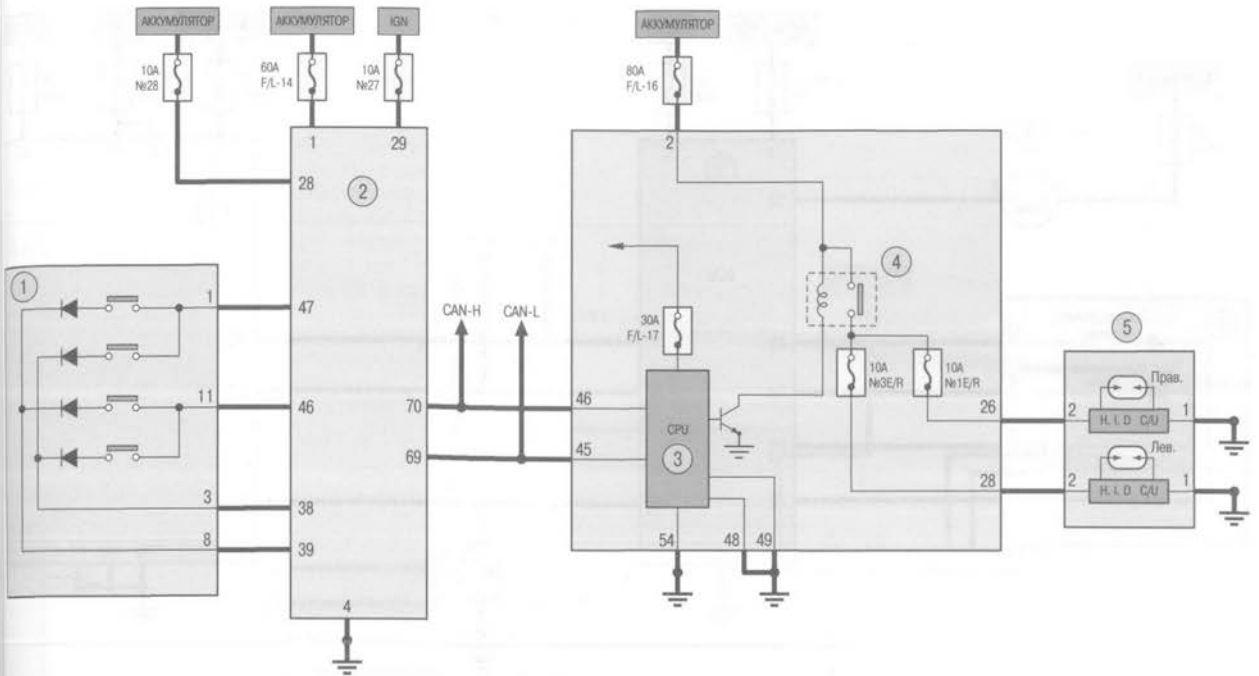 АККУМУЛЯТОР
АККУМУЛЯТОР
IGN
АККУМУЛЯТОР
10A
№28
60A
F/L-14
10A
№27
80A
F/L-16
1
29
2
28
2
1
1
47
CAN-H
CAN-L
30A
F/L-17
4
10A
№3E/R
10A
№1E/R
5
Прав.
11
46
70
46
26
2
H. I. D C/U
1
CPU
3
69
45
Лев.
28
2
H. I. D C/U
1
3
38
8
39
54
48
49
4